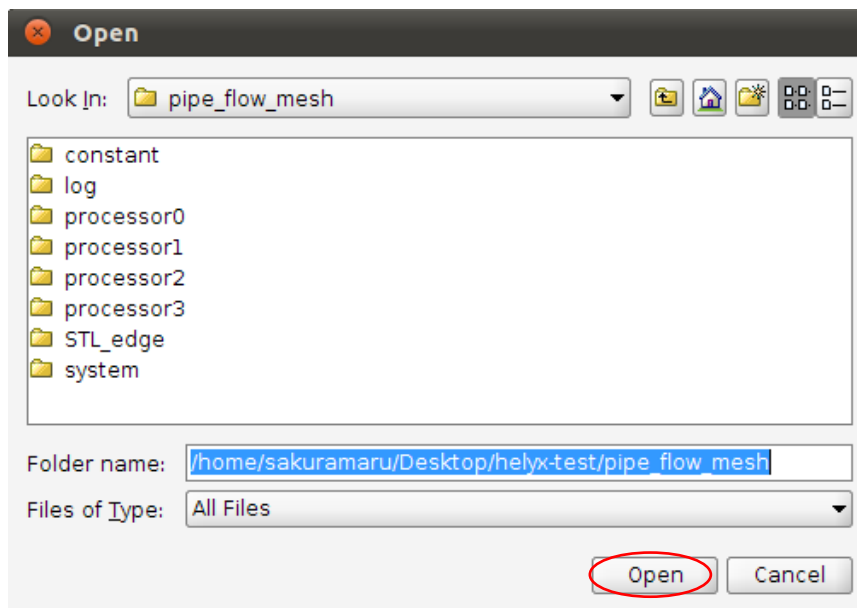 Open
Look In: pipe_flow_mesh
constant
log
processor0
processor1
processor2
processor3
STL_edge
system
Folder name: /home/sakuramaru/Desktop/helyx-test/pipe_flow_mesh
Files of Type: All Files
Open Cancel